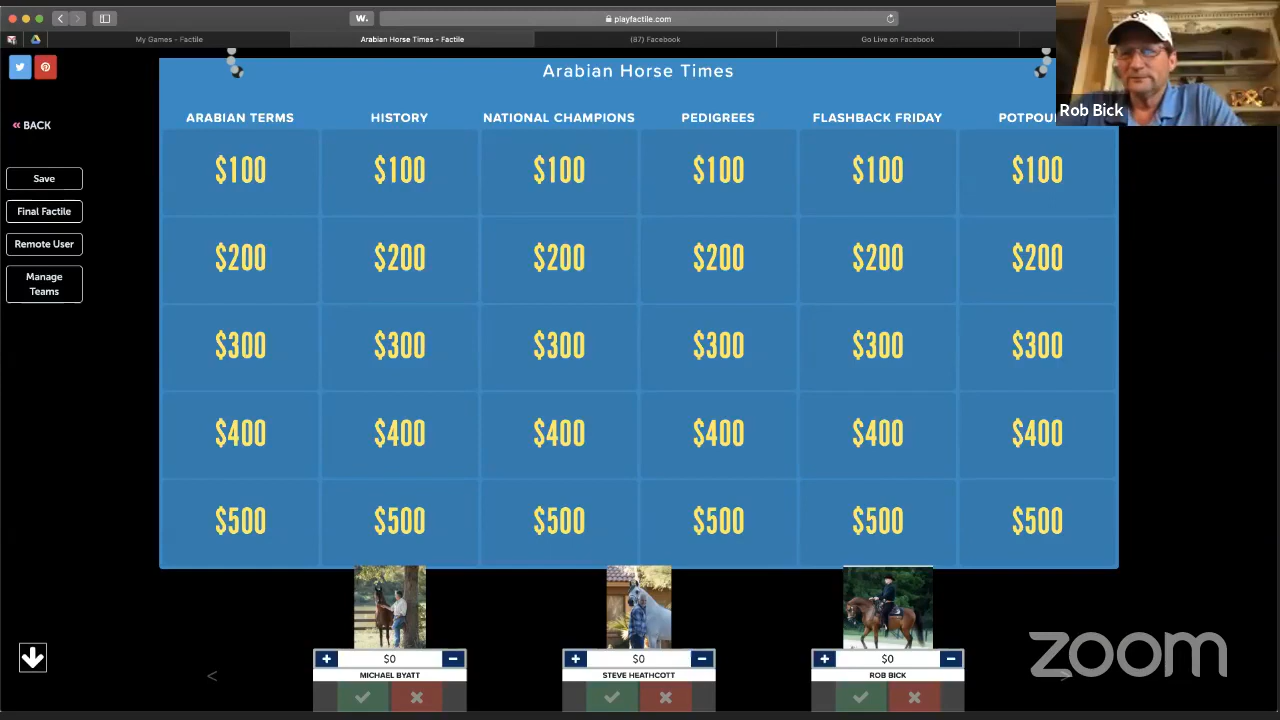 W.
playfactile.com
My Games - Factile
Arabian Horse Times - Factile
(87) Facebook
Go Live on Facebook
Arabian Horse Times
Rob Bick
« BACK
ARABIAN TERMS HISTORY NATIONAL CHAMPIONS PEDIGREES FLASHBACK FRIDAY POTPOU
$100 $100 $100 $100 $100 $100
Save
Final Factile
Remote User
Manage
Teams
$200 $200 $200 $200 $200 $200
$300 $300 $300 $300 $300 $300
$400 $400 $400 $400 $400 $400
$500 $500 $500 $500 $500 $500
+ $0 −
MICHAEL BYATT
+ $0 −
STEVE HEATHCOTT
+ $0 −
ROB BICK
<
zoom